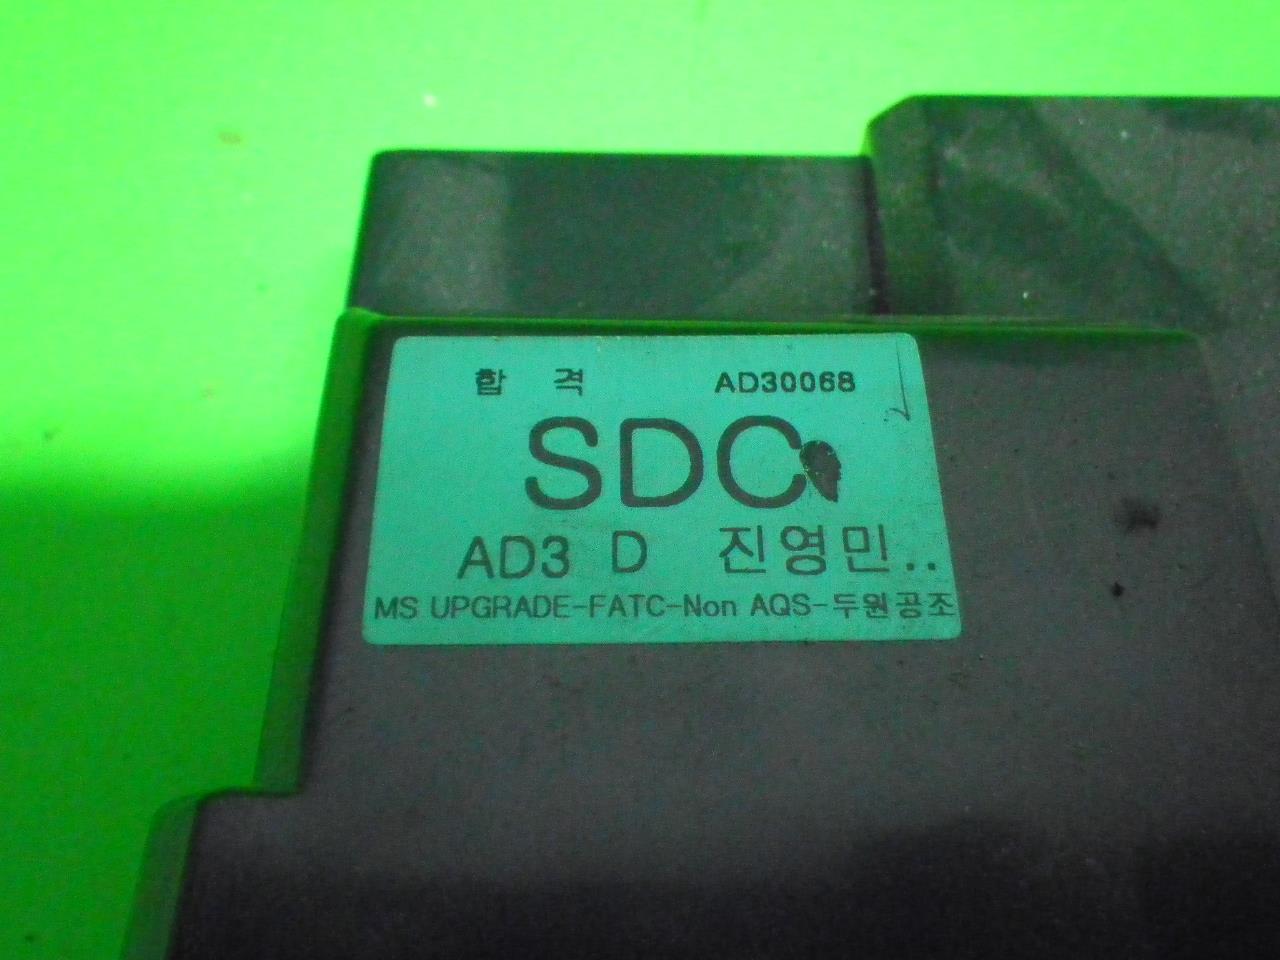 합 격 AD30068
SDC
AD3 D 진영민..
MS UPGRADE-FATC-Non AQS-두원공조